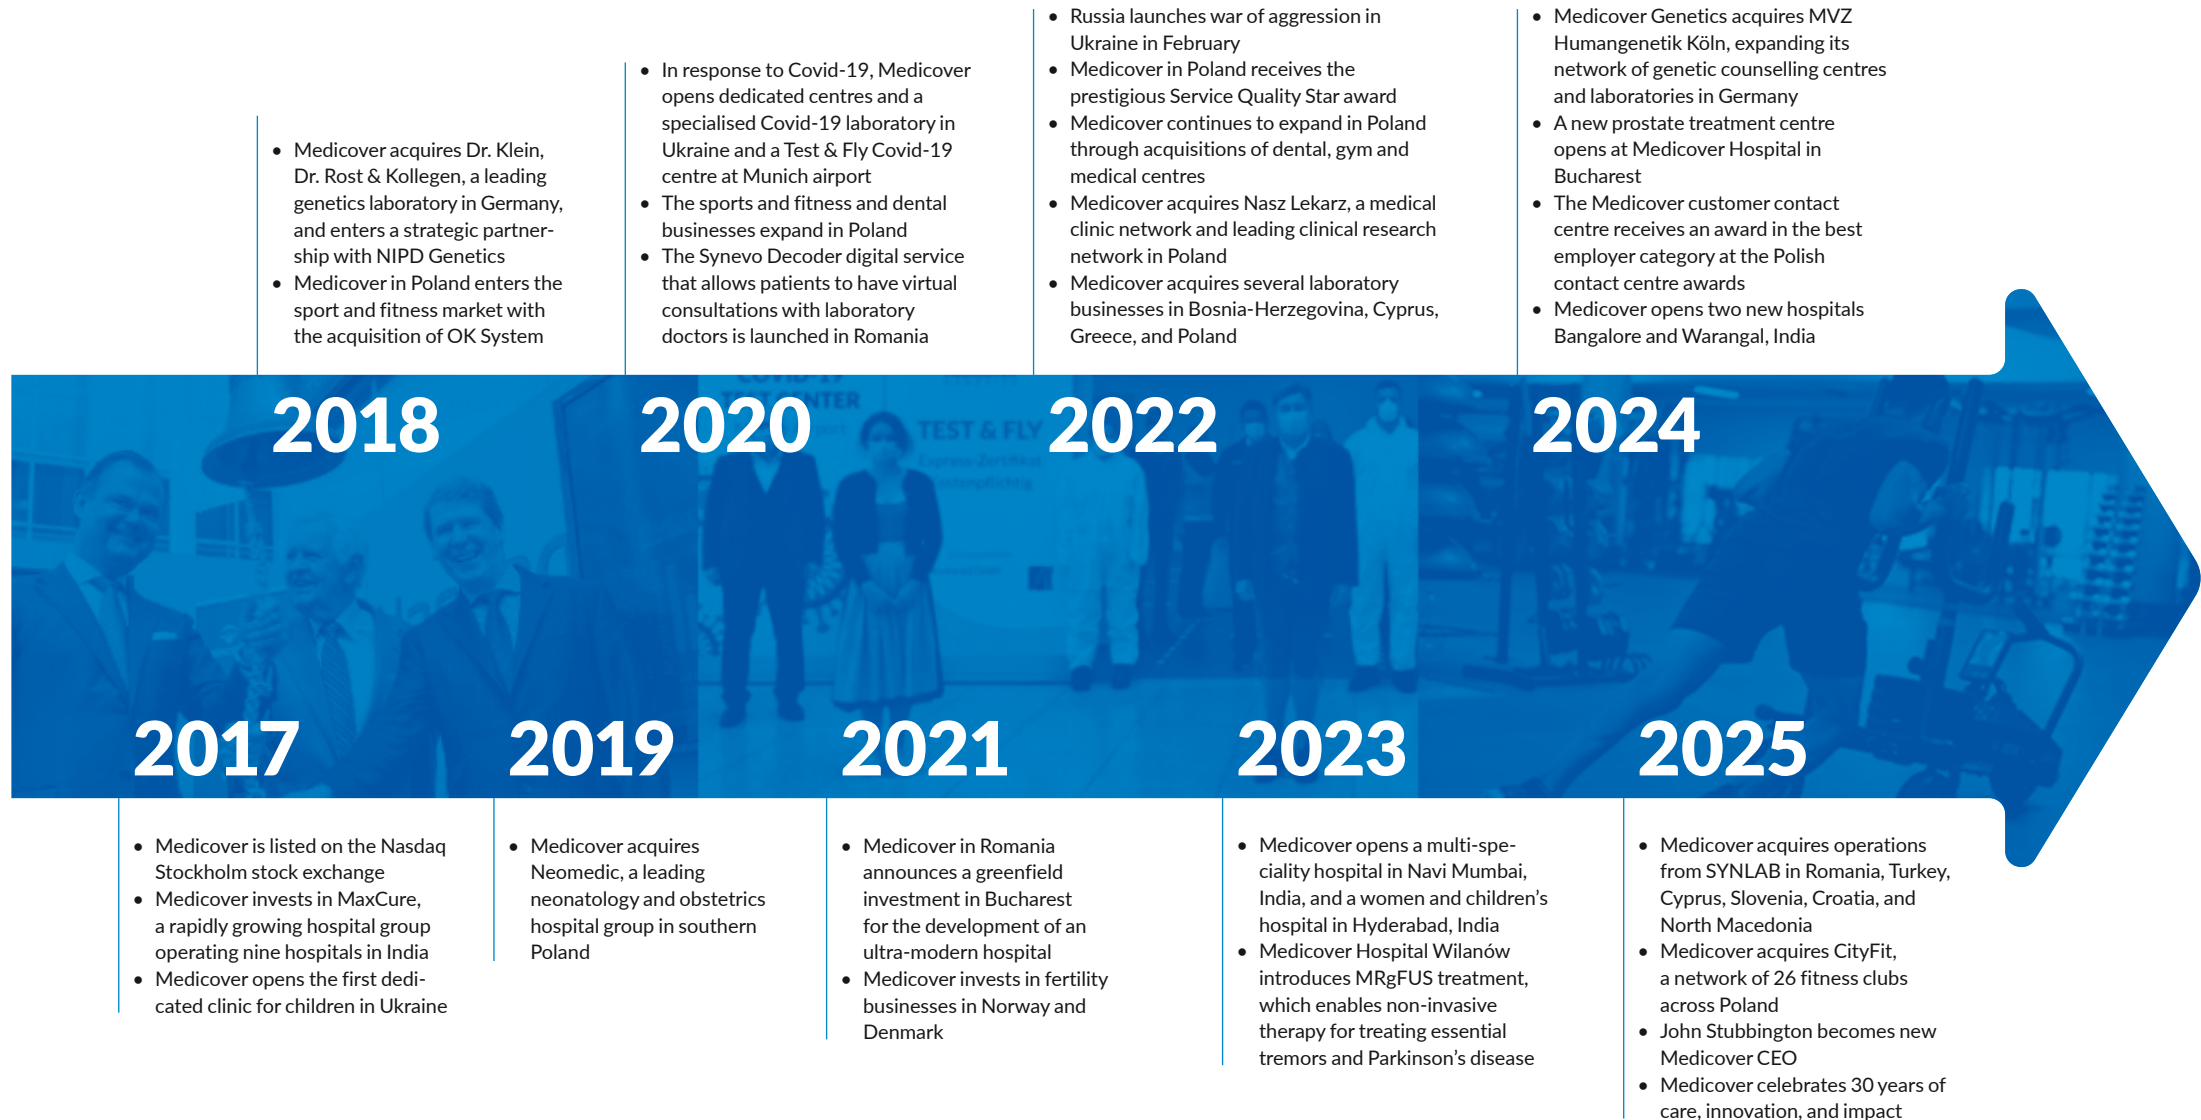 2017
• Medicover is listed on the Nasdaq
Stockholm stock exchange
• Medicover invests in MaxCure,
a rapidly growing hospital group
operating nine hospitals in India
• Medicover opens the first dedi-
cated clinic for children in Ukraine
• Medicover acquires Dr. Klein,
Dr. Rost & Kollegen, a leading
genetics laboratory in Germany,
and enters a strategic partner-
ship with NIPD Genetics
• Medicover in Poland enters the
sport and fitness market with
the acquisition of OK System
2018
2019
• Medicover acquires
Neomedic, a leading
neonatology and obstetrics
hospital group in southern
Poland
• In response to Covid-19, Medicover
opens dedicated centres and a
specialised Covid-19 laboratory in
Ukraine and a Test & Fly Covid-19
centre at Munich airport
• The sports and fitness and dental
businesses expand in Poland
• The Synevo Decoder digital service
that allows patients to have virtual
consultations with laboratory
doctors is launched in Romania
2020
COVID-19
TEST CENTER
TEST & FLY
Express-Zertifikat
2021
• Medicover in Romania
announces a greenfield
investment in Bucharest
for the development of an
ultra-modern hospital
• Medicover invests in fertility
businesses in Norway and
Denmark
• Russia launches war of aggression in
Ukraine in February
• Medicover in Poland receives the
prestigious Service Quality Star award
• Medicover continues to expand in Poland
through acquisitions of dental, gym and
medical centres
• Medicover acquires Nasz Lekarz, a medical
clinic network and leading clinical research
network in Poland
• Medicover acquires several laboratory
businesses in Bosnia-Herzegovina, Cyprus,
Greece, and Poland
2022
2023
• Medicover opens a multi-spe-
ciality hospital in Navi Mumbai,
India, and a women and children's
hospital in Hyderabad, India
• Medicover Hospital Wilanów
introduces MRgFUS treatment,
which enables non-invasive
therapy for treating essential
tremors and Parkinson's disease
• Medicover Genetics acquires MVZ
Humangenetik Köln, expanding its
network of genetic counselling centres
and laboratories in Germany
• A new prostate treatment centre
opens at Medicover Hospital in
Bucharest
• The Medicover customer contact
centre receives an award in the best
employer category at the Polish
contact centre awards
• Medicover opens two new hospitals
Bangalore and Warangal, India
2024
2025
• Medicover acquires operations
from SYNLAB in Romania, Turkey,
Cyprus, Slovenia, Croatia, and
North Macedonia
• Medicover acquires CityFit,
a network of 26 fitness clubs
across Poland
• John Stubbington becomes new
Medicover CEO
• Medicover celebrates 30 years of
care, innovation, and impact